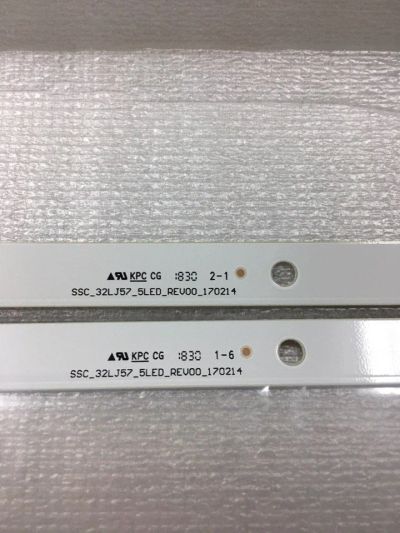 KPC CG :830 2-1
SSC_32LJ57_5LED_REV00_170214
KPC CG :830 1-6
SSC_32LJ57_5LED_REV00_170214